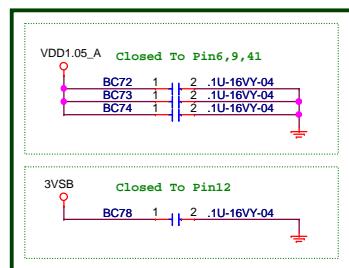 VDD1.05_A
Closed To Pin6,9,41
BC72 1 2 .1U-16VY-04
BC73 1 2 .1U-16VY-04
BC74 1 2 .1U-16VY-04
3VSB
Closed To Pin12
BC78 1 2 .1U-16VY-04